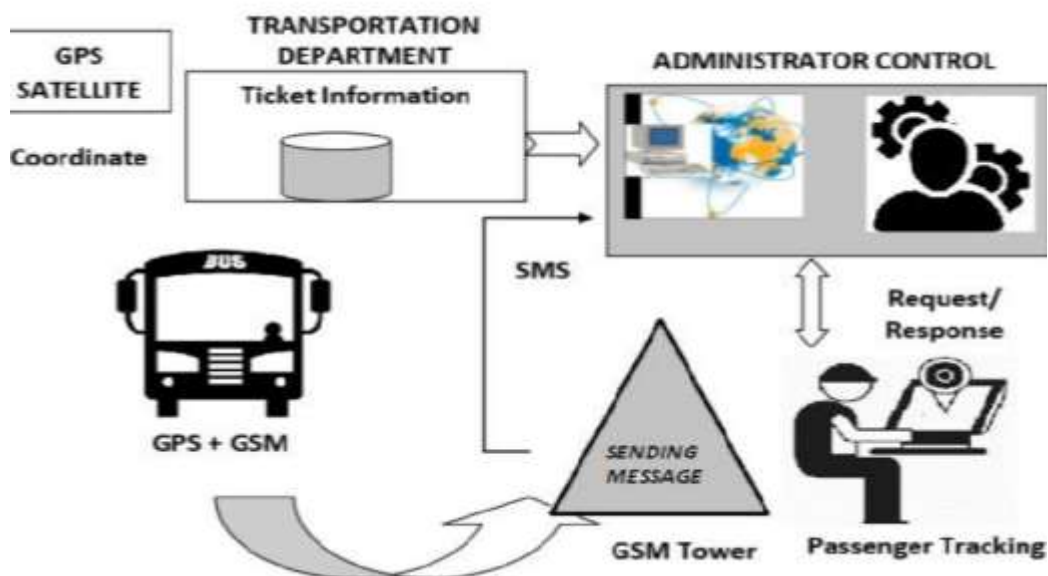 GPS
SATELLITE
Coordinate
TRANSPORTATION
DEPARTMENT
Ticket Information
ADMINISTRATOR CONTROL
BUS
GPS + GSM
SMS
Request/
Response
SENDING
MESSAGE
GSM Tower
Passenger Tracking